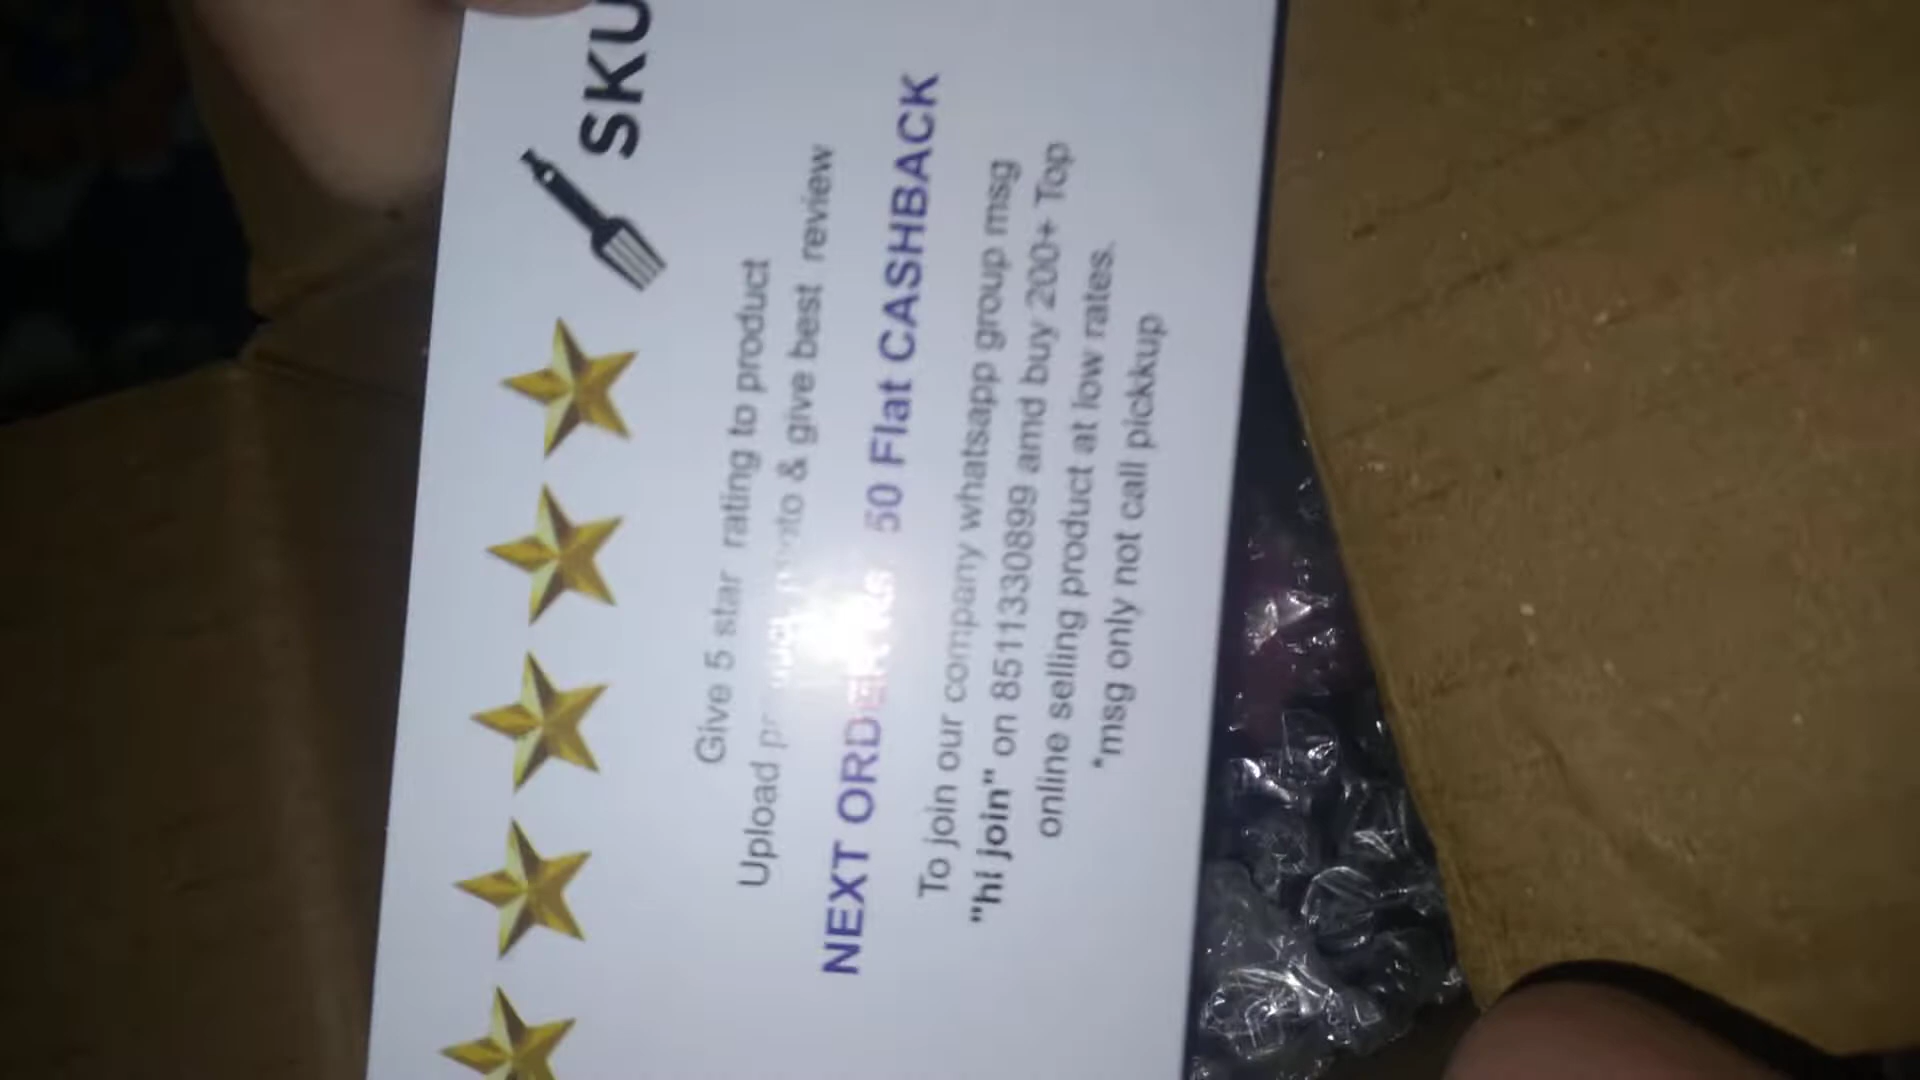 SKU
Give 5 star rating to product
Upload product photo & give best review
NEXT ORDER Rs. 50 Flat CASHBACK
To join our company whatsapp group msg
"hi join" on 8511330899 amd buy 200+ Top
online selling product at low rates.
*msg only not call pickkup